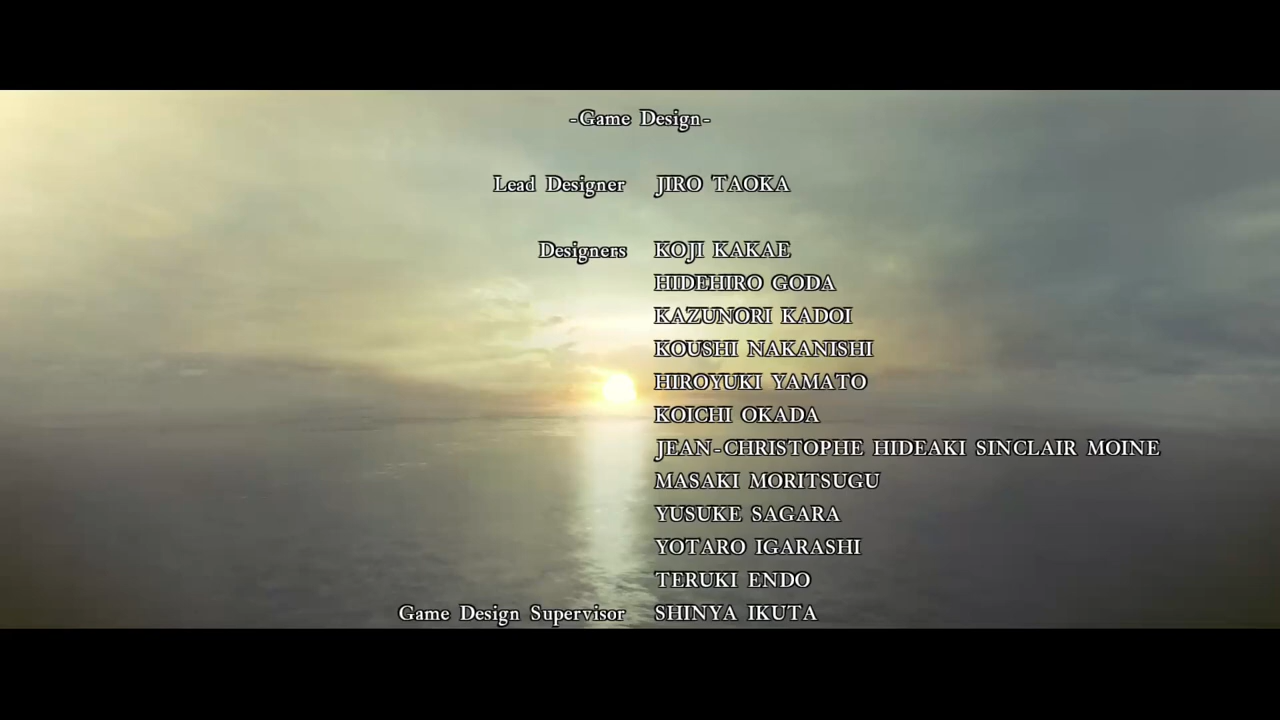 -Game Design-
Lead Designer JIRO TAOKA
Designers KOJI KAKAE
HIDEHIRO GODA
KAZUNORI KADOI
KOUSHI NAKANISHI
HIROYUKI YAMATO
KOICHI OKADA
JEAN-CHRISTOPHE HIDEAKI SINCLAIR MOINE
MASAKI MORITSUGU
YUSUKE SAGARA
YOTARO IGARASHI
TERUKI ENDO
Game Design Supervisor SHINYA IKUTA